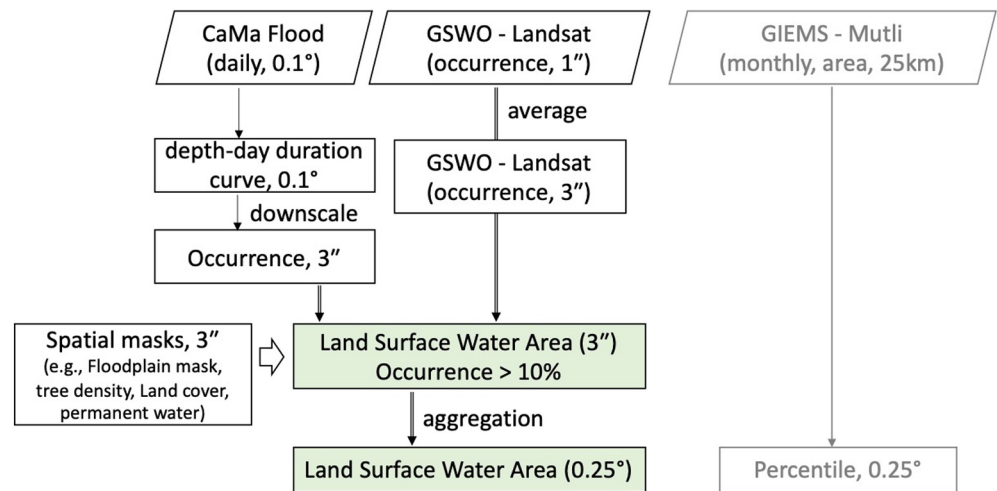 CaMa Flood
(daily, 0.1°)
GSWO - Landsat
(occurrence, 1″)
GIEMS - Mutli
(monthly, area, 25km)
average
depth-day duration
curve, 0.1°
GSWO - Landsat
(occurrence, 3″)
downscale
Occurrence, 3″
Spatial masks, 3″
(e.g., Floodplain mask,
tree density, Land cover,
permanent water)
Land Surface Water Area (3″)
Occurrence > 10%
aggregation
Land Surface Water Area (0.25°)
Percentile, 0.25°